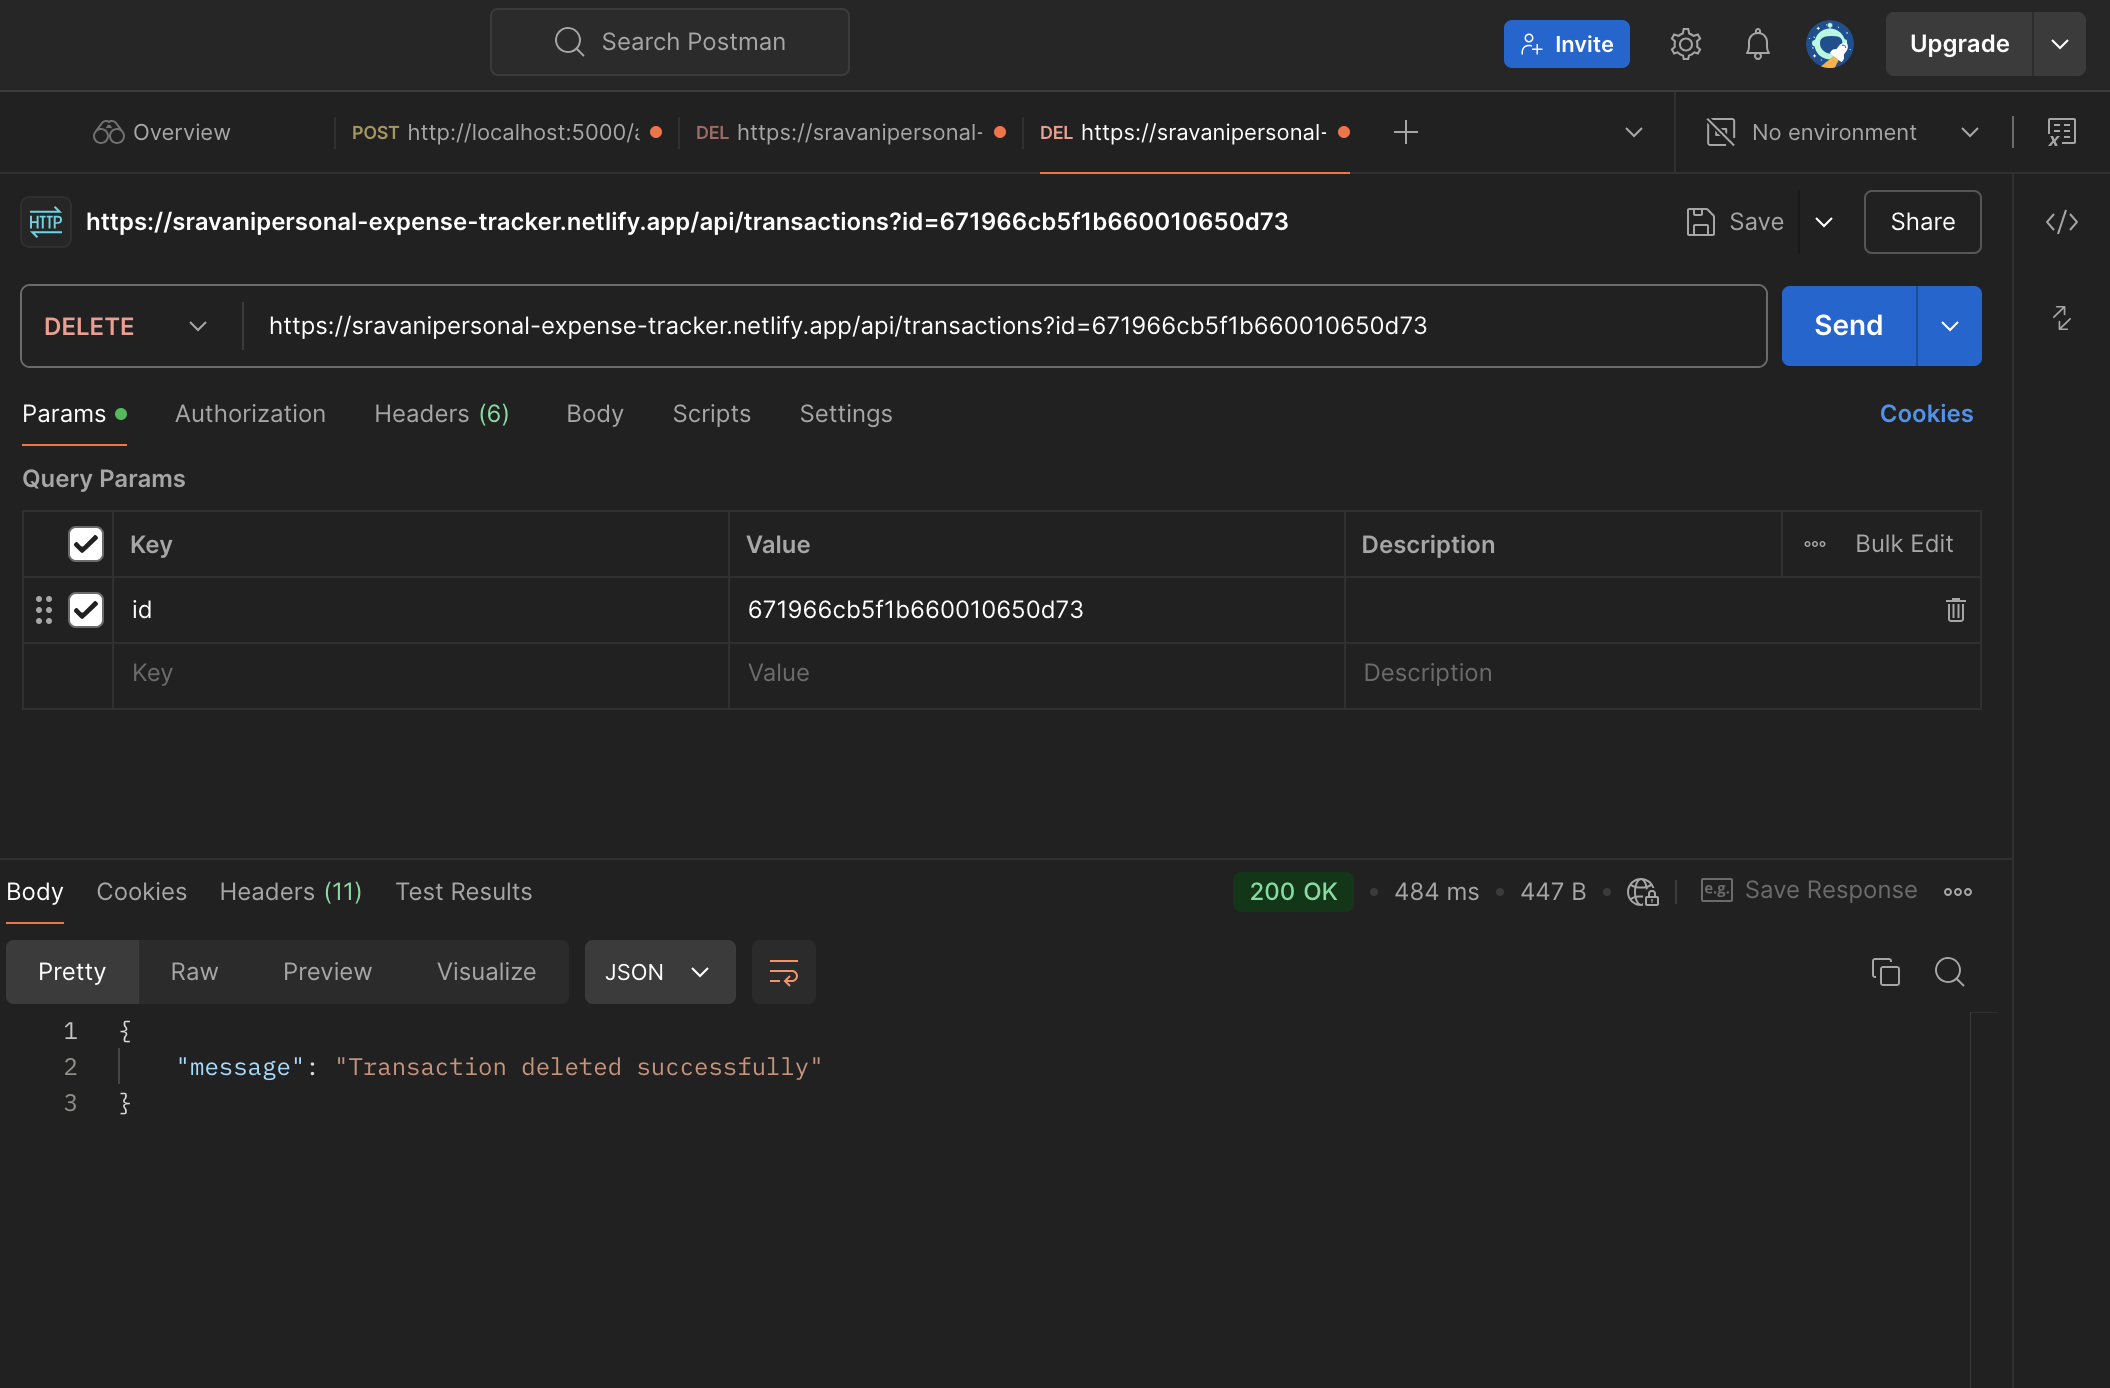 Search Postman
Invite
Upgrade
Overview
POST http://localhost:5000/a
DEL https://sravanipersonal-
DEL https://sravanipersonal-
No environment
HTTP https://sravanipersonal-expense-tracker.netlify.app/api/transactions?id=671966cb5f1b660010650d73
Save
Share
DELETE
https://sravanipersonal-expense-tracker.netlify.app/api/transactions?id=671966cb5f1b660010650d73
Send
Params Authorization Headers (6) Body Scripts Settings Cookies
Query Params
Key Value Description Bulk Edit
id 671966cb5f1b660010650d73
Key Value Description
Body Cookies Headers (11) Test Results 200 OK 484 ms 447 B e.g. Save Response
Pretty Raw Preview Visualize JSON
1 {
2 "message": "Transaction deleted successfully"
3 }